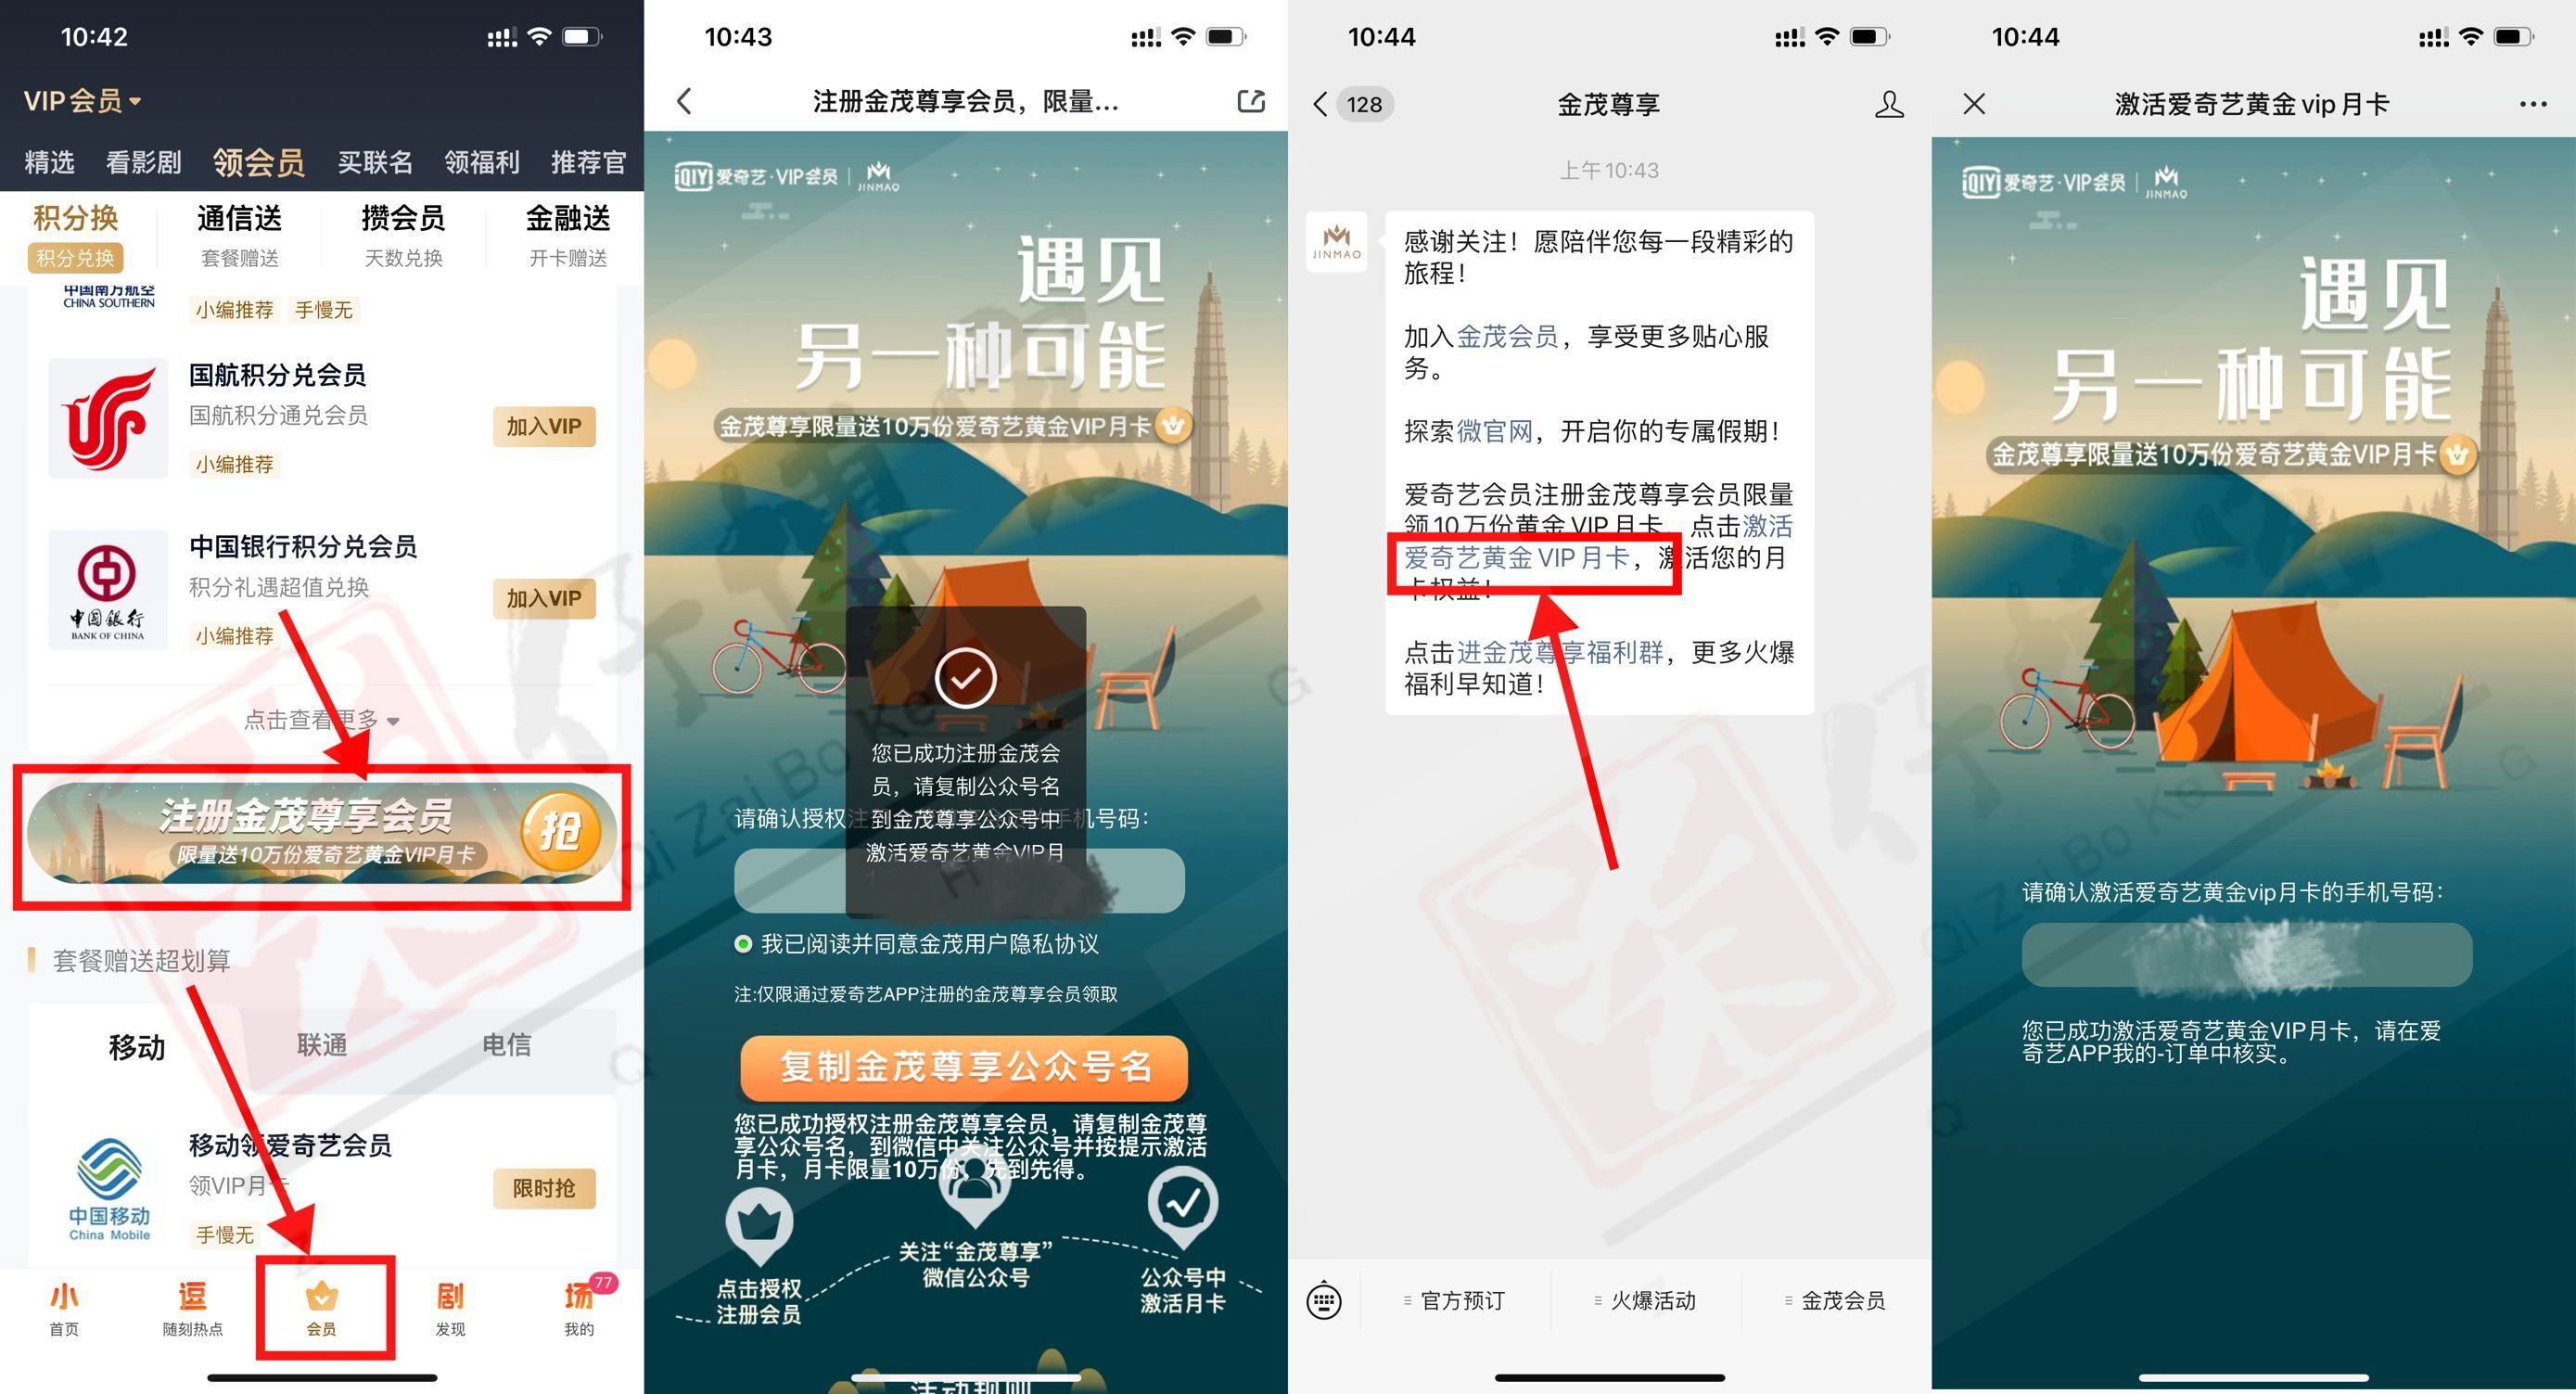 10:42
VIP会员
精选 看影剧 领会员 买联名 领福利 推荐官
积分换 通信送 攒会员 金融送
积分兑换 套餐赠送 天数兑换 开卡赠送
中国南方航空
CHINA SOUTHERN
小编推荐 手慢无
国航积分兑会员
国航积分通兑会员
加入VIP
小编推荐
中国银行积分兑会员
积分礼遇超值兑换
加入VIP
中国银行
BANK OF CHINA
小编推荐
点击查看更多
注册金茂尊享会员
限量送10万份爱奇艺黄金VIP月卡
抢
套餐赠送超划算
移动 联通 电信
移动领爱奇艺会员
领VIP月卡
限时抢
中国移动
China Mobile
手慢无
小 逗 剧 场 77
首页 随刻热点 会员 发现 我的
10:43
注册金茂尊享会员，限量...
iQIYI 爱奇艺·VIP会员 | JINMAO
遇见
另一种可能
金茂尊享限量送10万份爱奇艺黄金VIP月卡
您已成功注册金茂会
员，请复制公众号名
到金茂尊享公众号中
激活爱奇艺黄金VIP月
请确认授权注 机号码：
我已阅读并同意金茂用户隐私协议
注:仅限通过爱奇艺APP注册的金茂尊享会员领取
复制金茂尊享公众号名
您已成功授权注册金茂尊享会员，请复制金茂尊
享公众号名，到微信中关注公众号并按提示激活
月卡，月卡限量10万份，先到先得。
点击授权
注册会员
关注“金茂尊享”
微信公众号
公众号中
激活月卡
活动规则
10:44
128 金茂尊享
上午10:43
JINMAO
感谢关注！愿陪伴您每一段精彩的
旅程！
加入金茂会员，享受更多贴心服
务。
探索微官网，开启你的专属假期！
爱奇艺会员注册金茂尊享会员限量
领10万份黄金VIP月卡，点击激活
爱奇艺黄金VIP月卡，激活您的月
卡权益！
点击进金茂尊享福利群，更多火爆
福利早知道！
官方预订 火爆活动 金茂会员
10:44
激活爱奇艺黄金vip月卡
iQIYI 爱奇艺·VIP会员 | JINMAO
遇见
另一种可能
金茂尊享限量送10万份爱奇艺黄金VIP月卡
请确认激活爱奇艺黄金vip月卡的手机号码：
您已成功激活爱奇艺黄金VIP月卡，请在爱
奇艺APP我的-订单中核实。
Qi Zai Bo Ke